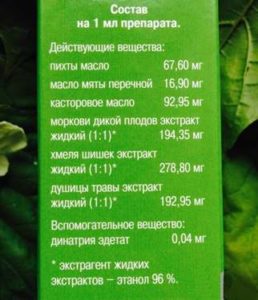 Состав
на 1 мл препарата.
Действующие вещества:
пихты масло 67,60 мг
масло мяты перечной 16,90 мг
касторовое масло 92,95 мг
моркови дикой плодов экстракт
жидкий (1:1)* 194,35 мг
хмеля шишек экстракт
жидкий (1:1)* 278,80 мг
душицы травы экстракт
жидкий (1:1)* 192,95 мг
Вспомогательное вещество:
динатрия эдетат 0,04 мг
* экстрагент жидких
экстрактов – этанол 96 %.